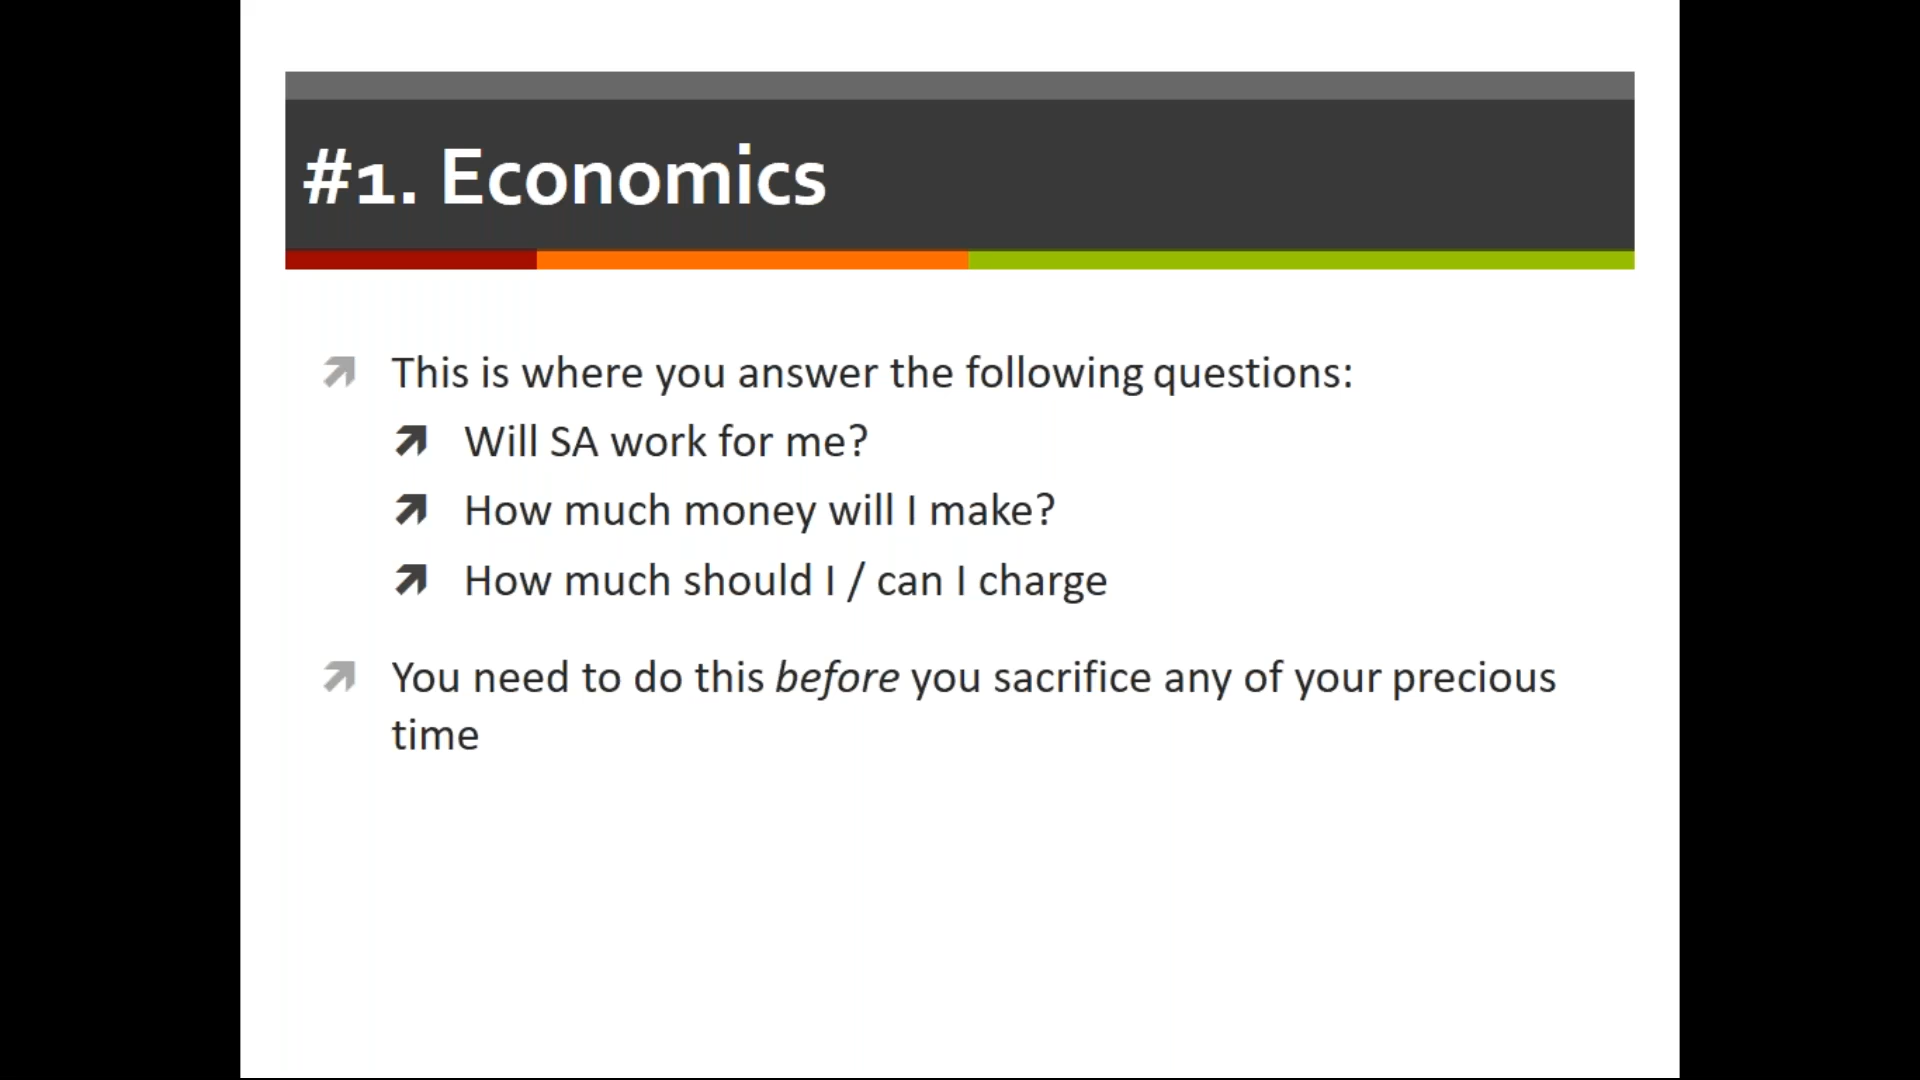 #1. Economics
This is where you answer the following questions:
Will SA work for me?
How much money will I make?
How much should I / can I charge
You need to do this before you sacrifice any of your precious
time